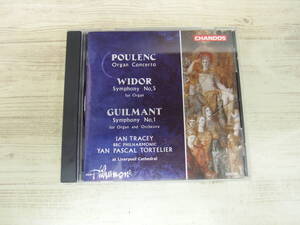 CHANDOS
POULENC
Organ Concerto
WIDOR
Symphony No.5
for Organ
GUILMANT
Symphony No.1
for Organ and Orchestra
IAN TRACEY
BBC PHILHARMONIC
YAN PASCAL TORTELIER
at Liverpool Cathedral